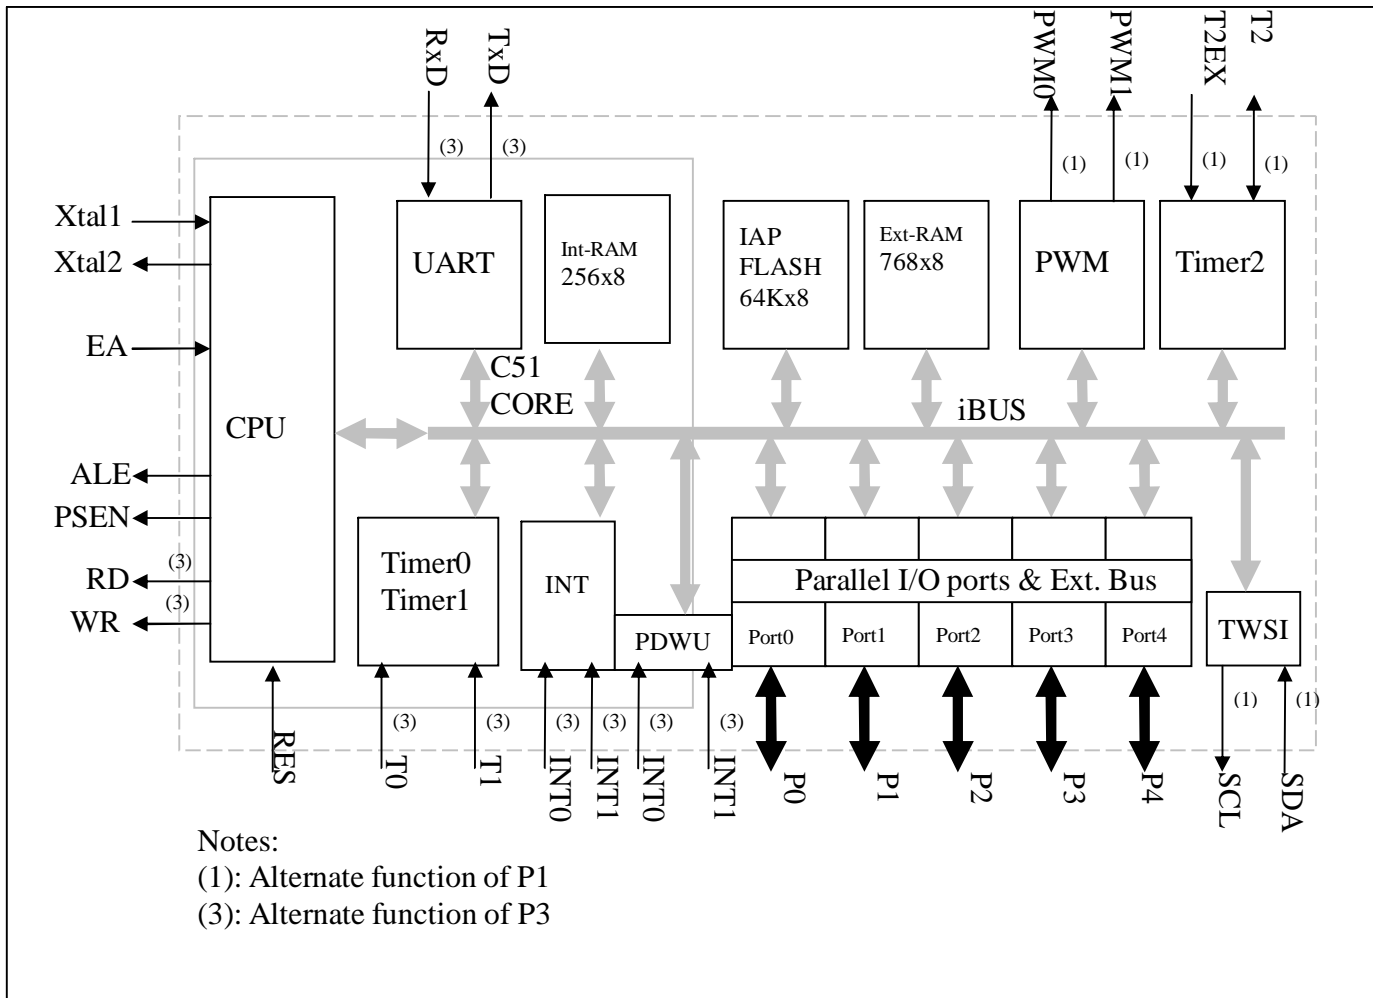 RxD
TxD
PWM0
PWM1
T2EX
T2
(3)
(3)
(1)
(1)
(1)
(1)
Xtal1
Xtal2
EA
ALE
PSEN
RD
(3)
WR
(3)
CPU
UART
Int-RAM
256x8
IAP
FLASH
64Kx8
Ext-RAM
768x8
PWM
Timer2
C51
CORE
iBUS
Timer0
Timer1
INT
PDWU
Parallel I/O ports & Ext. Bus
Port0
Port1
Port2
Port3
Port4
TWSI
(3)
(3)
(3)
(3)
(3)
(3)
(1)
(1)
RES
T0
T1
INT0
INT1
INT0
INT1
P0
P1
P2
P3
P4
SCL
SDA
Notes:
(1): Alternate function of P1
(3): Alternate function of P3